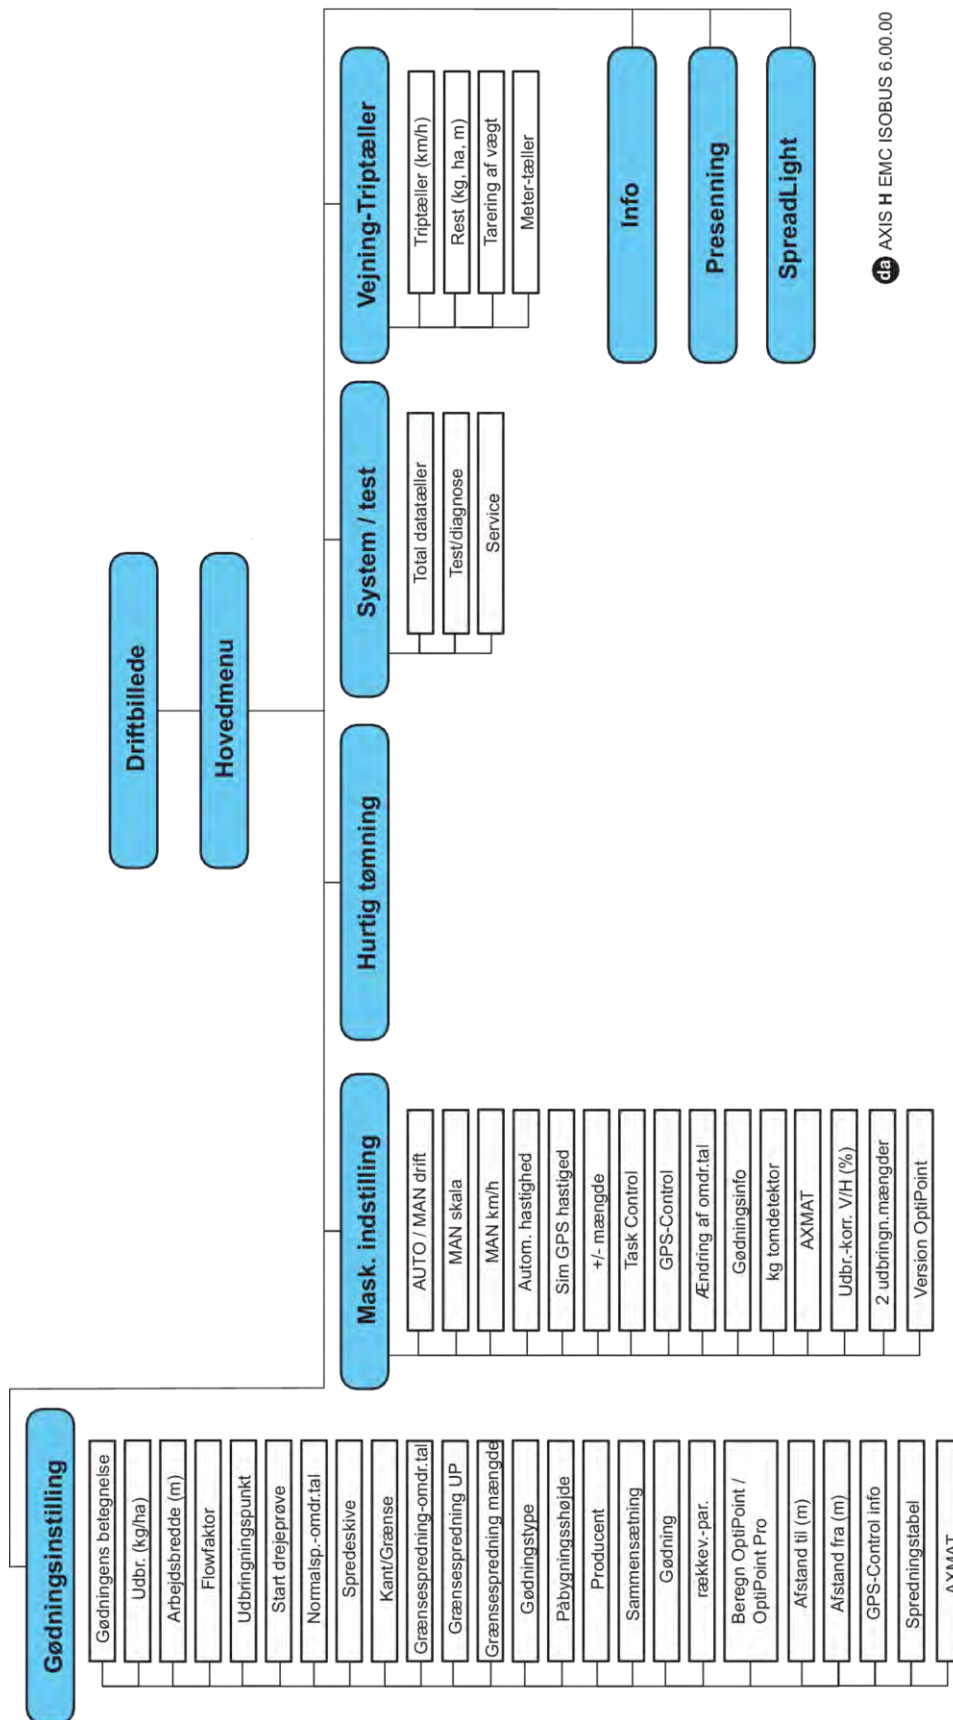 Driftbillede
Hovedmenu
Gødningsinstilling
Gødningens betegnelse
Udbr. (kg/ha)
Arbejdsbredde (m)
Flowfaktor
Udbringningspunkt
Start drejeprøve
Normalsp.-omdr.tal
Spredeskive
Kant/Grænse
Grænsespredning-omdr.tal
Grænsespredning UP
Grænsespredning mængde
Gødningstype
Påbygningsshøjde
Producent
Sammensætning
Gødning
rækkev.-par.
Beregn OptiPoint /
OptiPoint Pro
Afstand til (m)
Afstand fra (m)
GPS-Control info
Spredningstabel
AXMAT
Mask. indstilling
AUTO / MAN drift
MAN skala
MAN km/h
Autom. hastighed
Sim GPS hastiged
+/- mængde
Task Control
GPS-Control
Ændring af omdr.tal
Gødningsinfo
kg tomdetektor
AXMAT
Udbr.-korr. V/H (%)
2 udbringn.mængder
Version OptiPoint
Hurtig tømning
System / test
Total datatæller
Test/diagnose
Service
Vejning-Triptæller
Triptæller (km/h)
Rest (kg, ha, m)
Tarering af vægt
Meter-tæller
Info
Presenning
SpreadLight
da AXIS H EMC ISOBUS 6.00.00